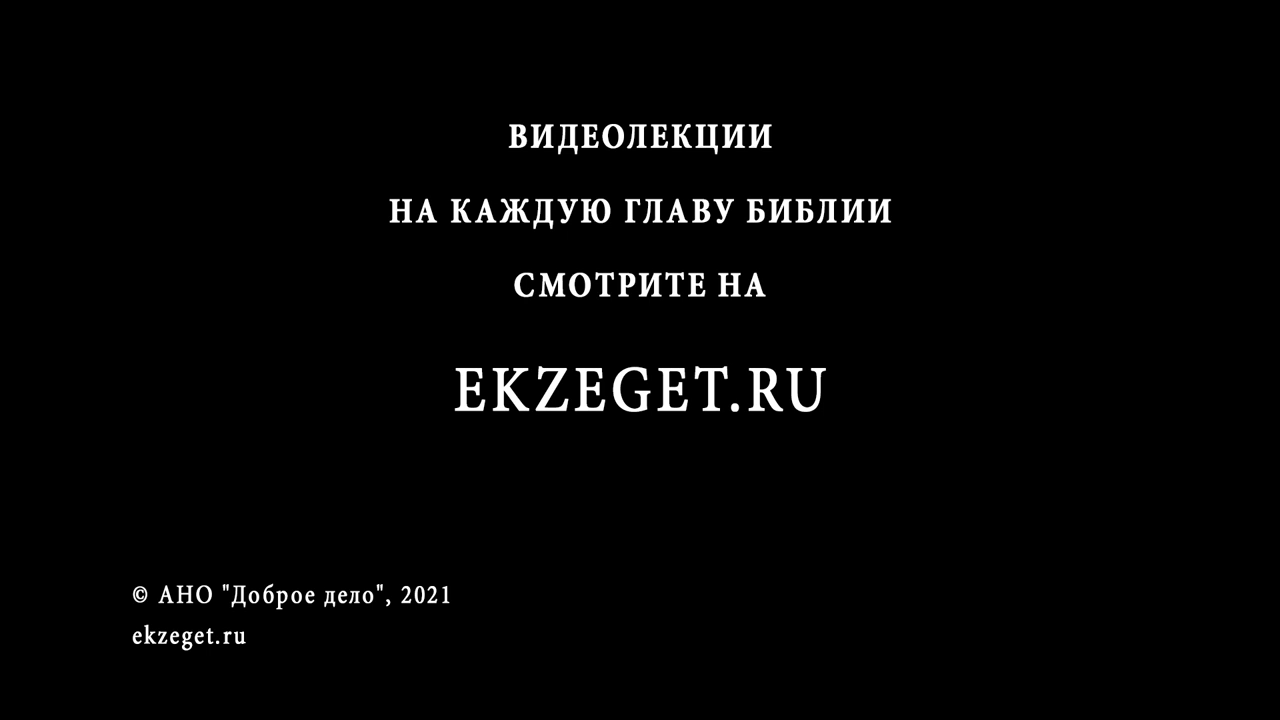 ВИДЕОЛЕКЦИИ
НА КАЖДУЮ ГЛАВУ БИБЛИИ
СМОТРИТЕ НА
EKZEGET.RU
© АНО "Доброе дело", 2021
ekzeget.ru